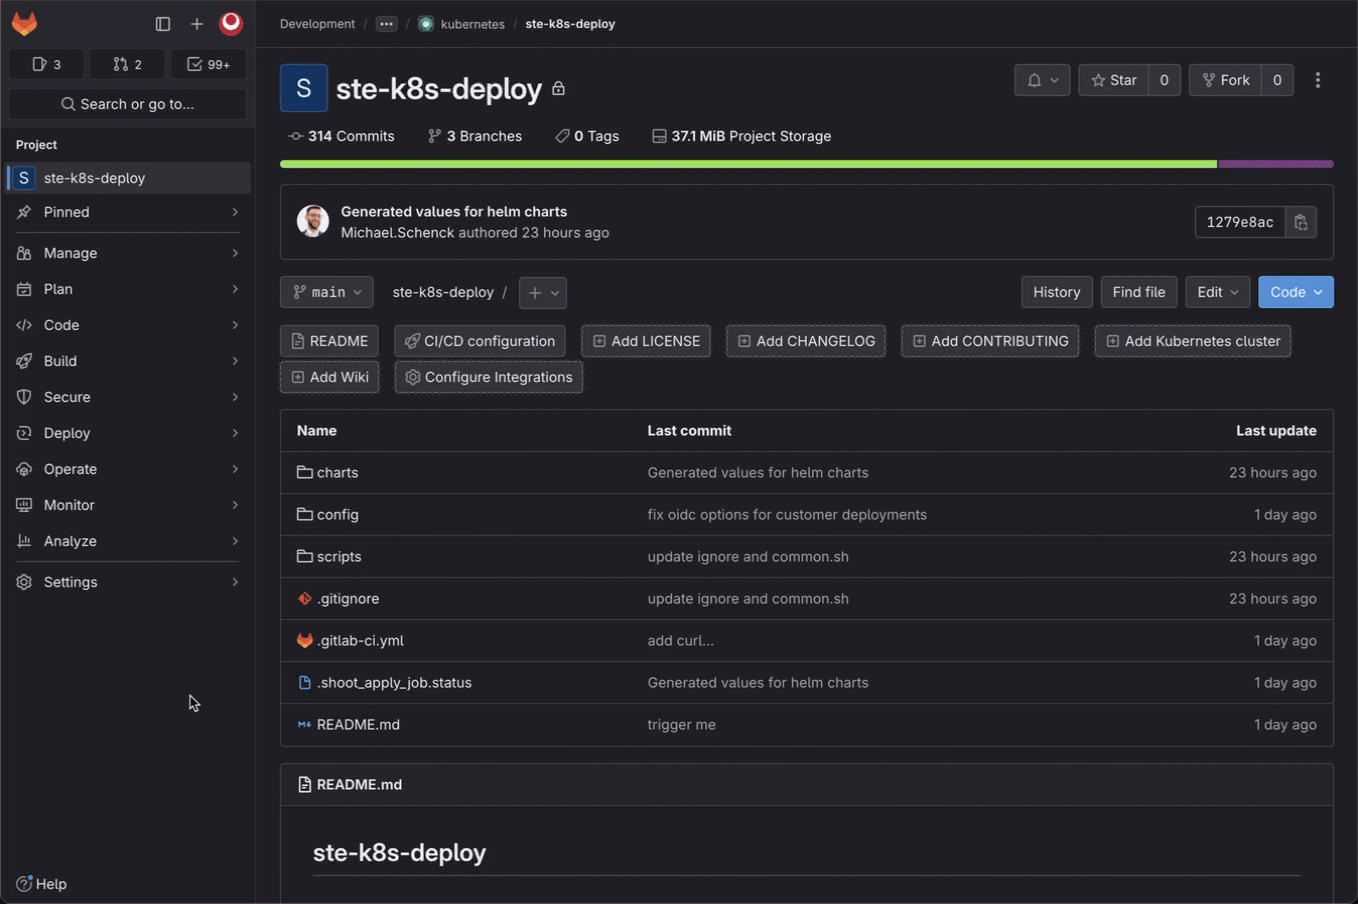 Development / ••• / kubernetes / ste-k8s-deploy
3 2 99+
Search or go to...
Project
S ste-k8s-deploy
Pinned
Manage
Plan
Code
Build
Secure
Deploy
Operate
Monitor
Analyze
Settings
Help
S ste-k8s-deploy
Star 0 Fork 0
314 Commits 3 Branches 0 Tags 37.1 MiB Project Storage
Generated values for helm charts
Michael.Schenck authored 23 hours ago
1279e8ac
main ste-k8s-deploy / +
History Find file Edit Code
README CI/CD configuration Add LICENSE Add CHANGELOG Add CONTRIBUTING Add Kubernetes cluster
Add Wiki Configure Integrations
Name Last commit Last update
charts Generated values for helm charts 23 hours ago
config fix oidc options for customer deployments 1 day ago
scripts update ignore and common.sh 23 hours ago
.gitignore update ignore and common.sh 23 hours ago
.gitlab-ci.yml add curl... 1 day ago
.shoot_apply_job.status Generated values for helm charts 1 day ago
README.md trigger me 1 day ago
README.md
ste-k8s-deploy